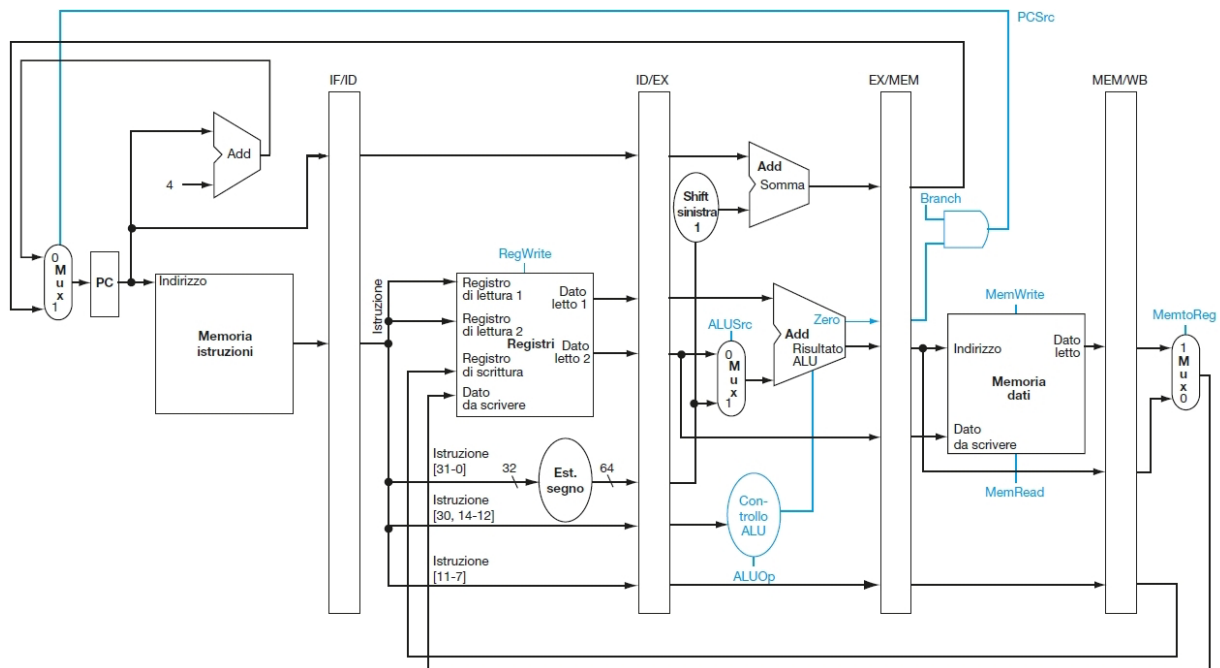 PCSrc
IF/ID
ID/EX
EX/MEM
MEM/WB
Add
4
Add
Somma
Shift
sinistra
1
Branch
0
M
u
x
1
PC
Indirizzo
Memoria
istruzioni
Istruzione
RegWrite
Registro
di lettura 1
Registro
di lettura 2
Registri
Registro
di scrittura
Dato
da scrivere
Dato
letto 1
Dato
letto 2
ALUSrc
0
M
u
x
1
Zero
Add
Risultato
ALU
MemWrite
Indirizzo
Dato
letto
Memoria
dati
Dato
da scrivere
MemRead
MemtoReg
1
M
u
x
0
Istruzione
[31-0]
32
Est.
segno
64
Istruzione
[30, 14-12]
Con-
trollo
ALU
ALUOp
Istruzione
[11-7]